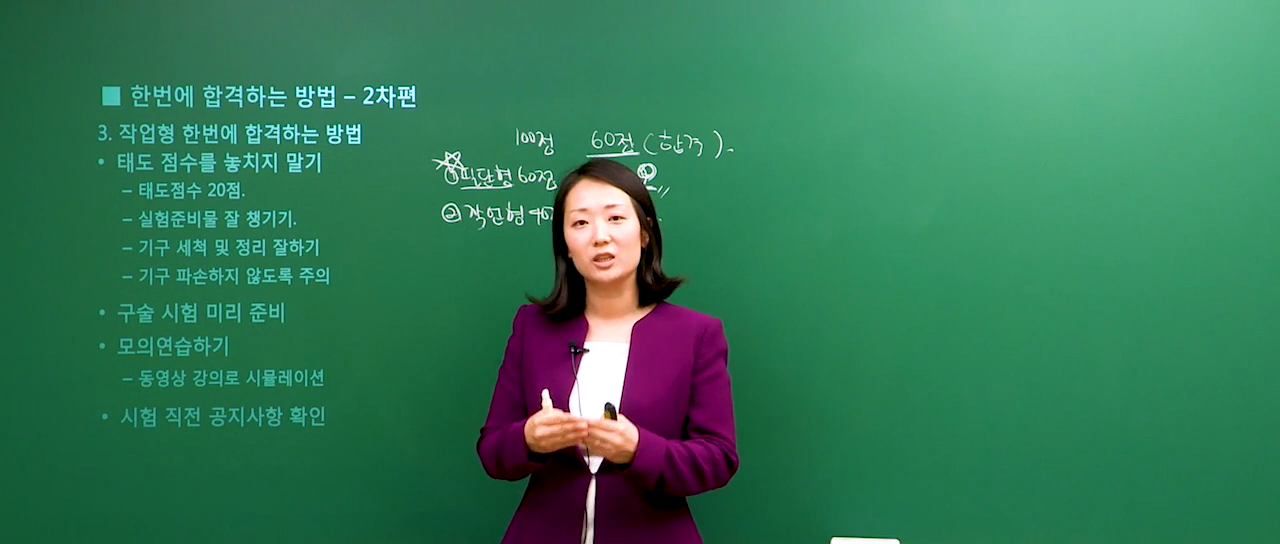 ■ 한번에 합격하는 방법 – 2차편
3. 작업형 한번에 합격하는 방법
• 태도 점수를 놓치지 말기
– 태도점수 20점.
– 실험준비물 잘 챙기기.
– 기구 세척 및 정리 잘하기
– 기구 파손하지 않도록 주의
• 구술 시험 미리 준비
• 모의연습하기
– 동영상 강의로 시뮬레이션
• 시험 직전 공지사항 확인
100점 60점 (합격).
① 필답형 60점
② 작업형 40